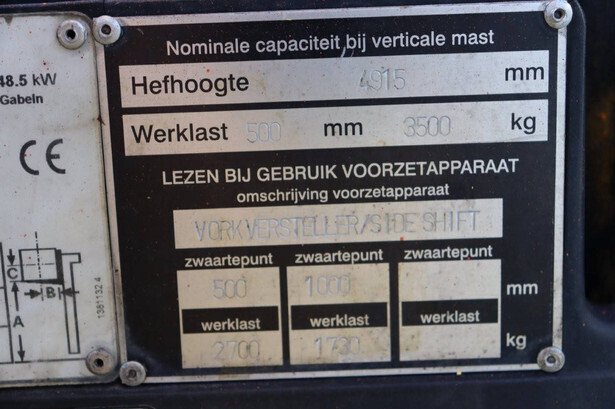 48.5 kW
Gabeln
CE
C
B
A
1381132 4
Nominale capaciteit bij verticale mast
Hefhoogte 4915 mm
Werklast 500 mm 3500 kg
LEZEN BIJ GEBRUIK VOORZETAPPARAAT
omschrijving voorzetapparaat
VORKVERSTELLER/SIDE SHIFT
zwaartepunt zwaartepunt zwaartepunt
500 1000 mm
werklast werklast werklast
2700 kg